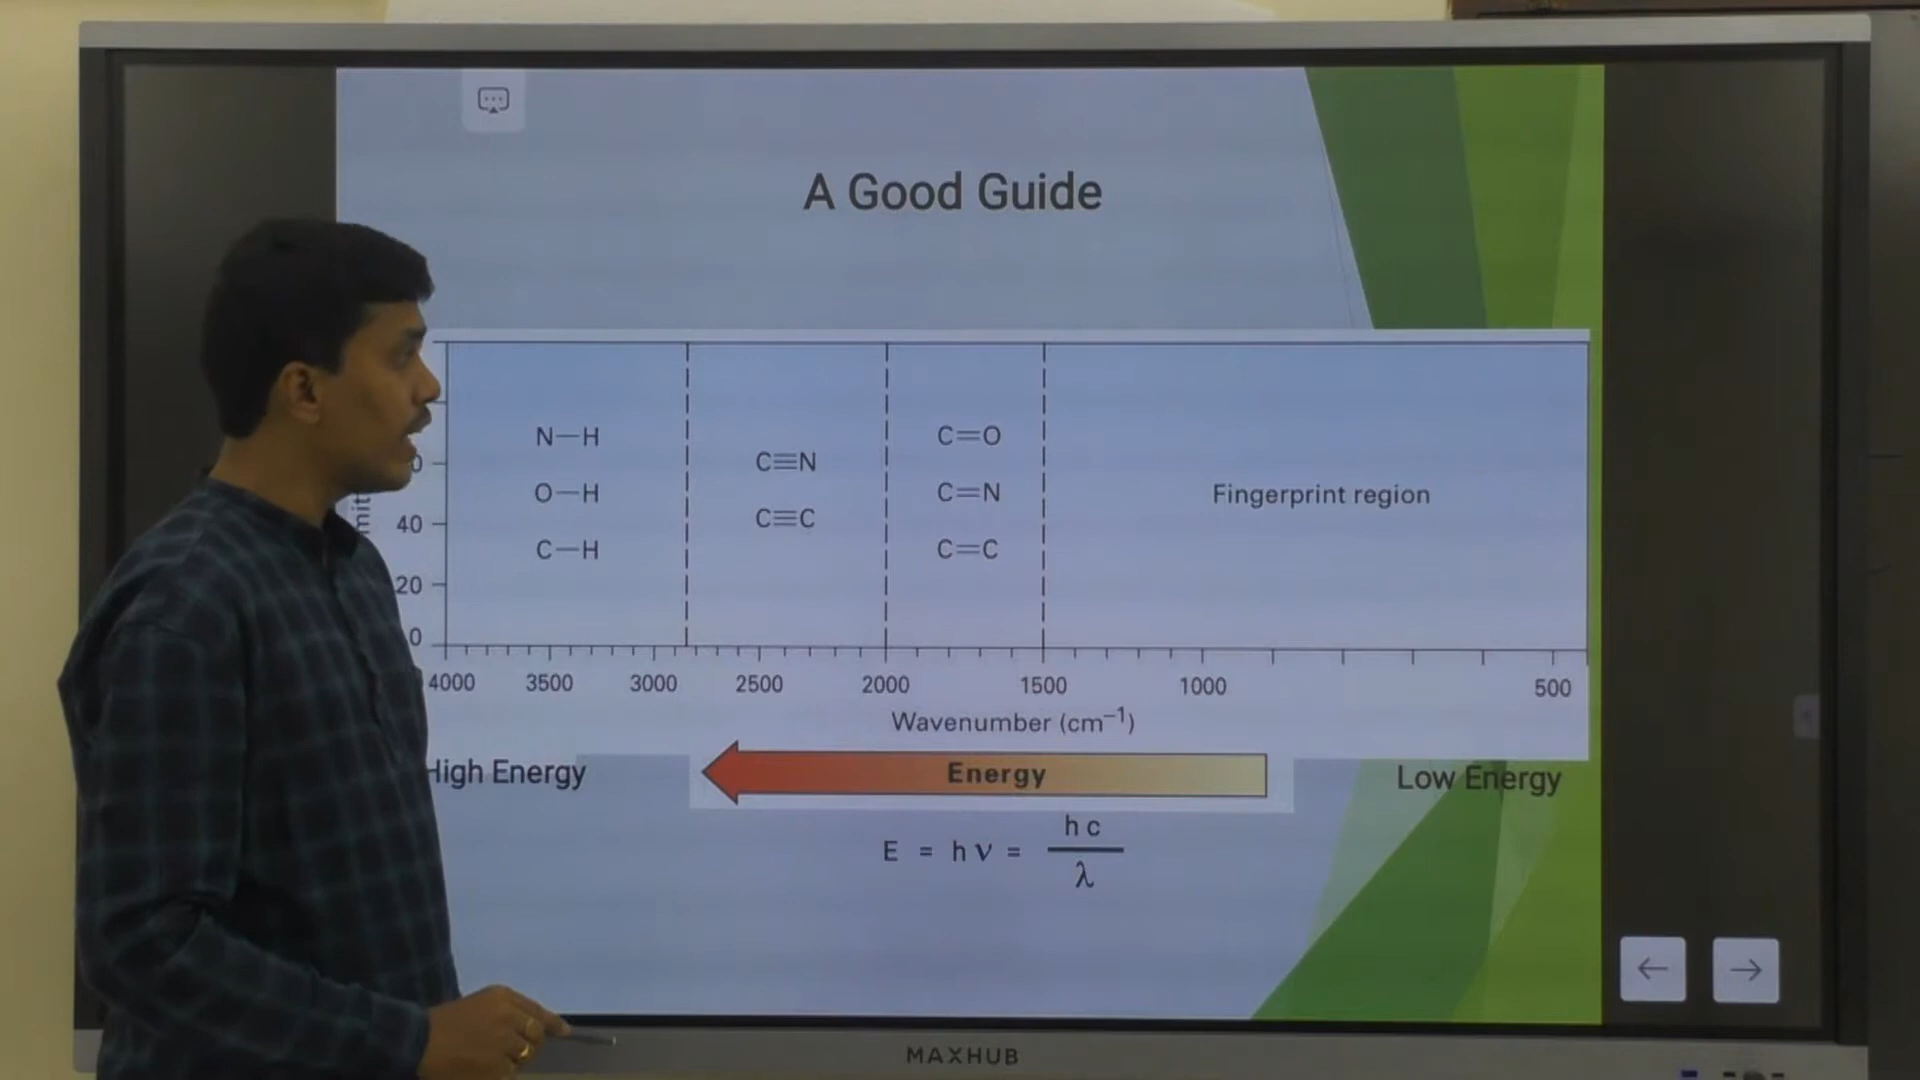 A Good Guide
N—H
O—H
C—H
C≡N
C≡C
C=O
C=N
C=C
Fingerprint region
40
20
0
4000 3500 3000 2500 2000 1500 1000 500
Wavenumber (cm⁻¹)
High Energy
Energy
Low Energy
E = hν = hc/λ
MAXHUB